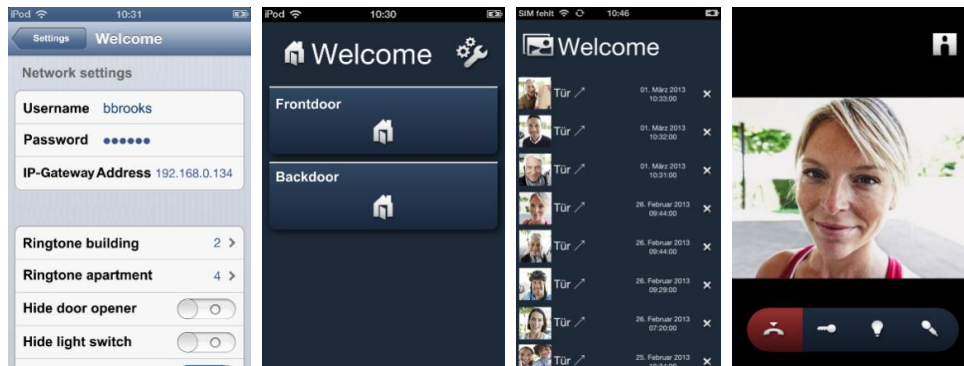 iPod 10:31
Settings Welcome
Network settings
Username bbrooks
Password ●●●●●●
IP-Gateway Address 192.168.0.134
Ringtone building 2
Ringtone apartment 4
Hide door opener
Hide light switch
iPod 10:30
Welcome
Frontdoor
Backdoor
SIM fehlt 10:46
Welcome
Tür 01. März 2013
10:33:00
Tür 01. März 2013
10:32:00
Tür 01. März 2013
10:31:00
Tür 26. Februar 2013
09:44:00
Tür 26. Februar 2013
09:44:00
Tür 26. Februar 2013
09:29:00
Tür 26. Februar 2013
07:20:00
Tür 25. Februar 2013